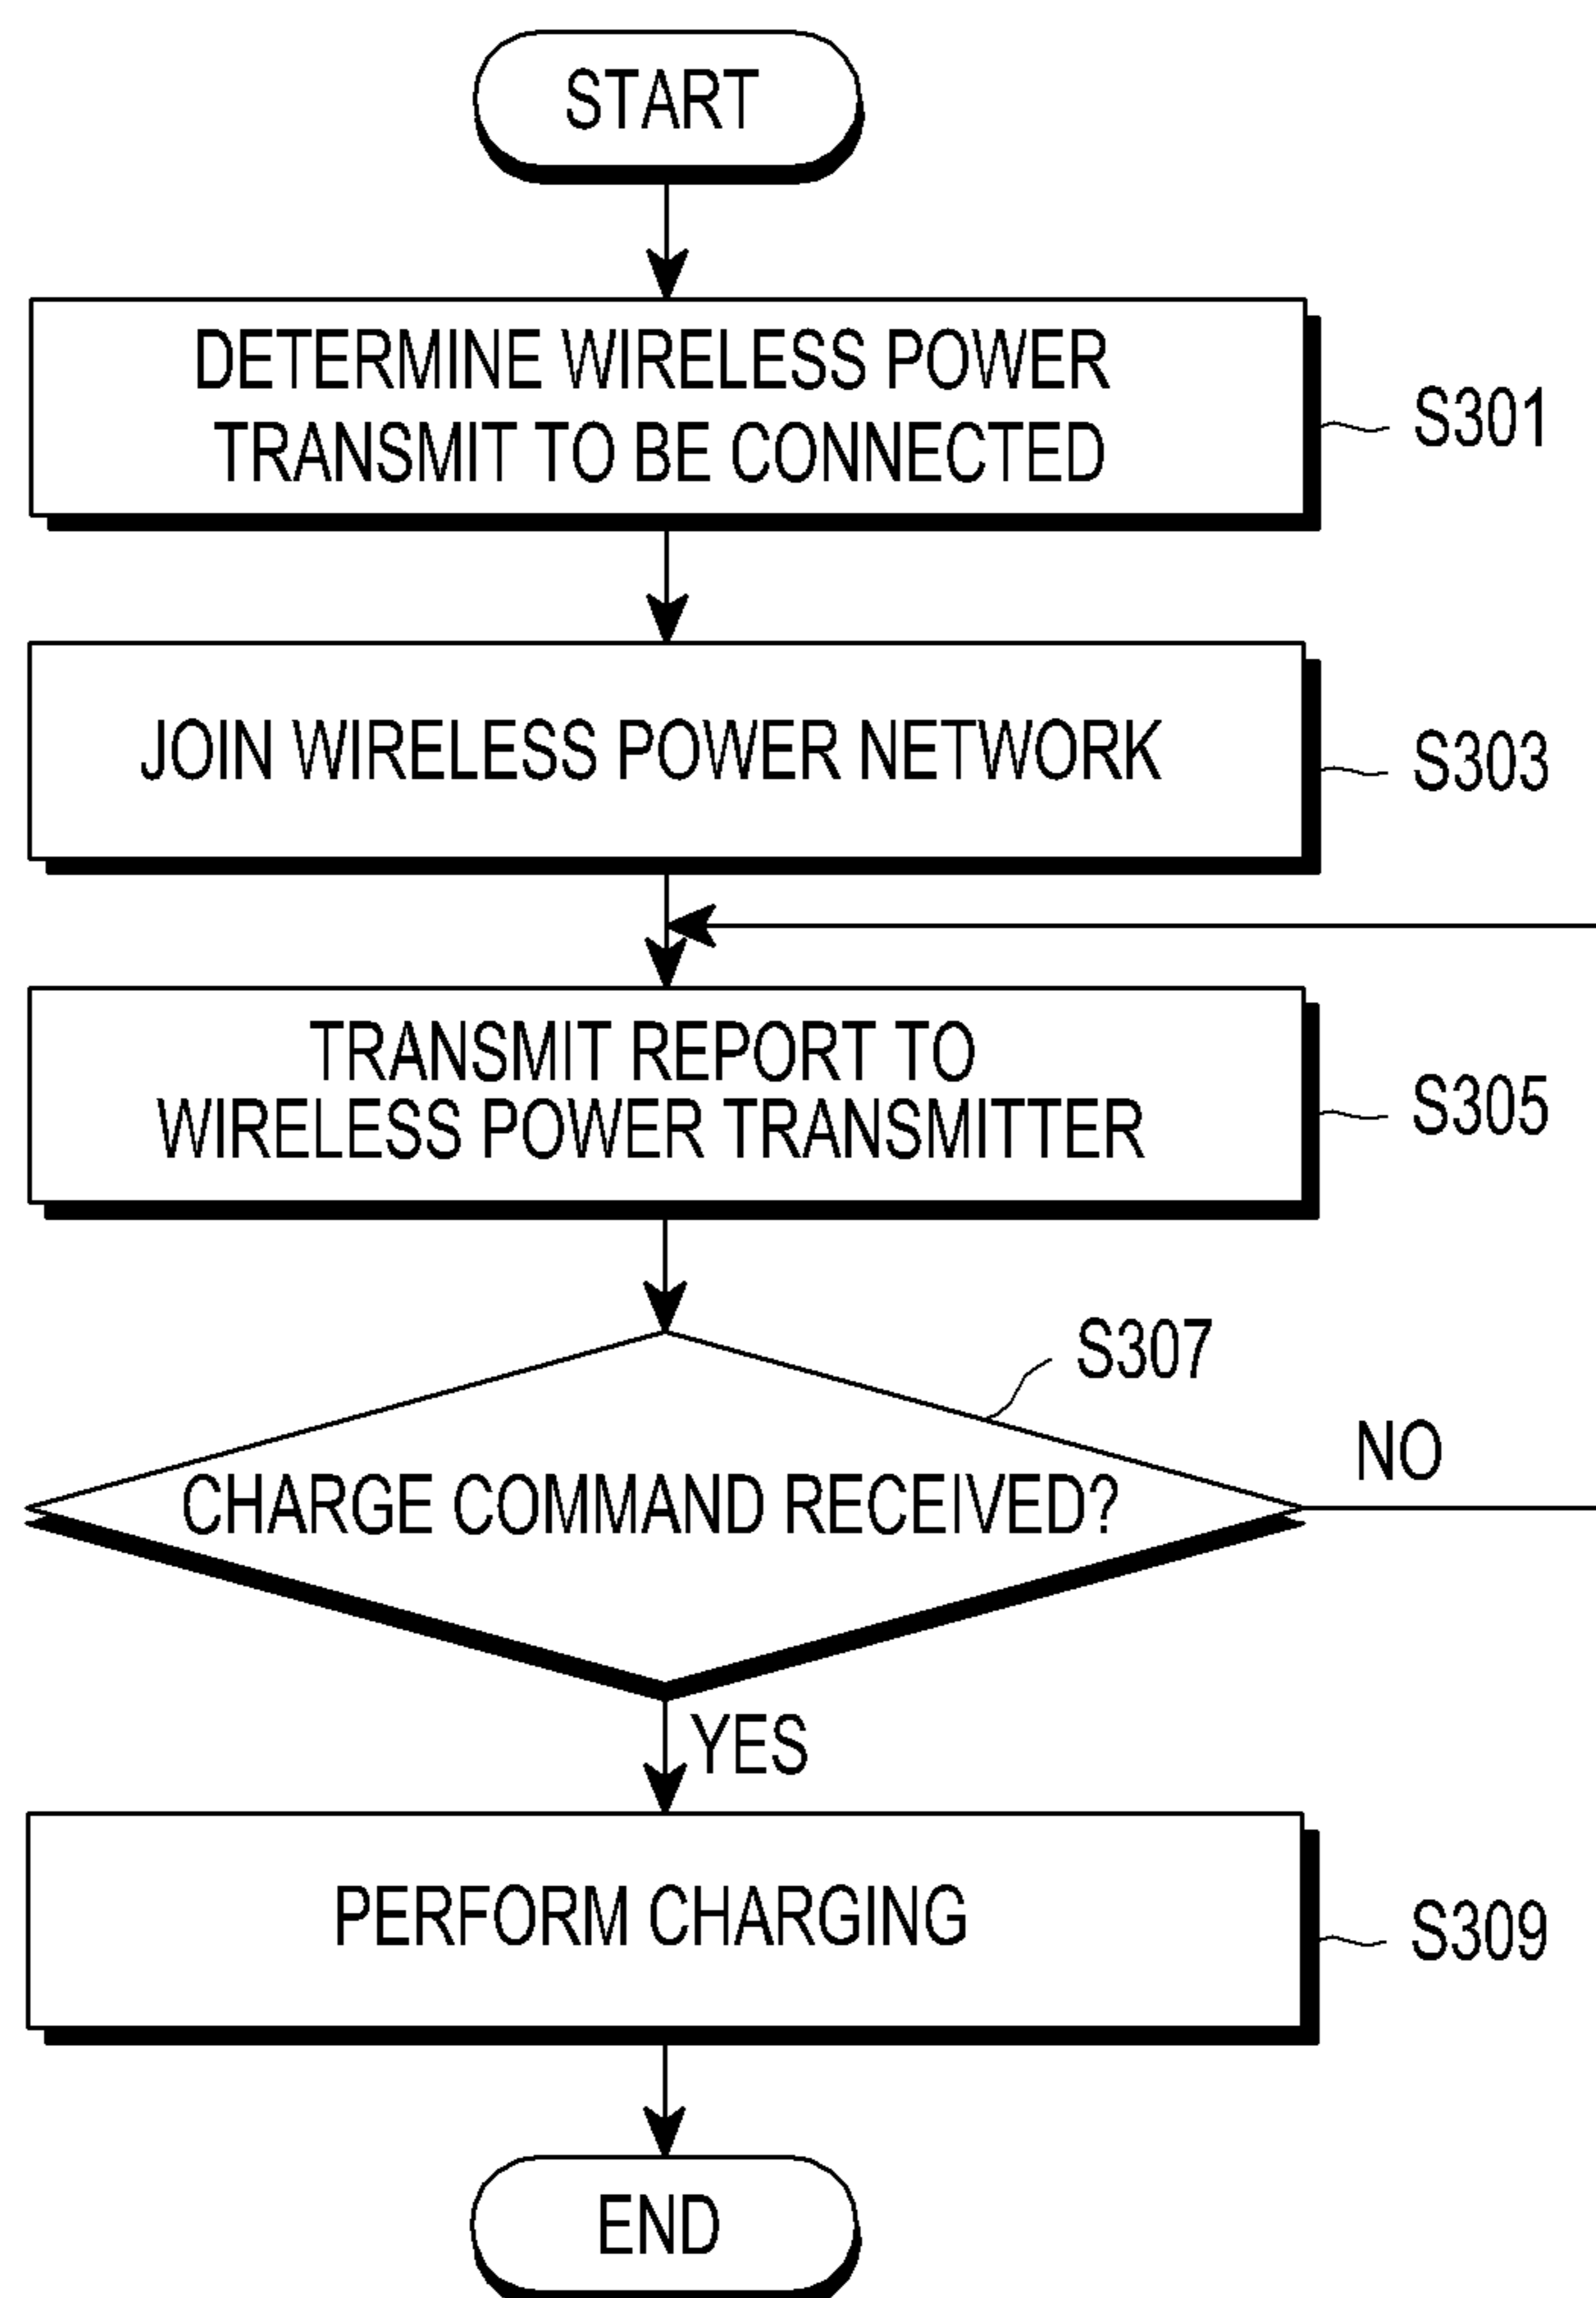 START
DETERMINE WIRELESS POWER
TRANSMIT TO BE CONNECTED
S301
JOIN WIRELESS POWER NETWORK
S303
TRANSMIT REPORT TO
WIRELESS POWER TRANSMITTER
S305
S307
CHARGE COMMAND RECEIVED?
NO
YES
PERFORM CHARGING
S309
END